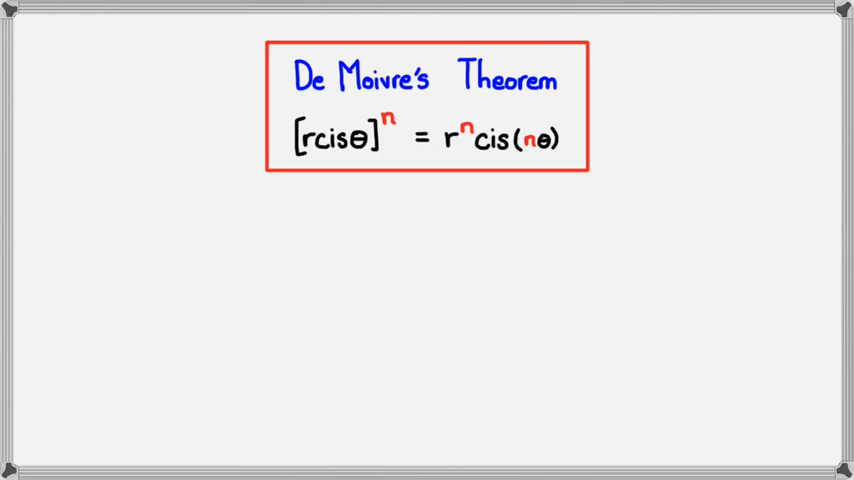 De Moivre's Theorem
[rcisθ]ⁿ = rⁿcis(nθ)